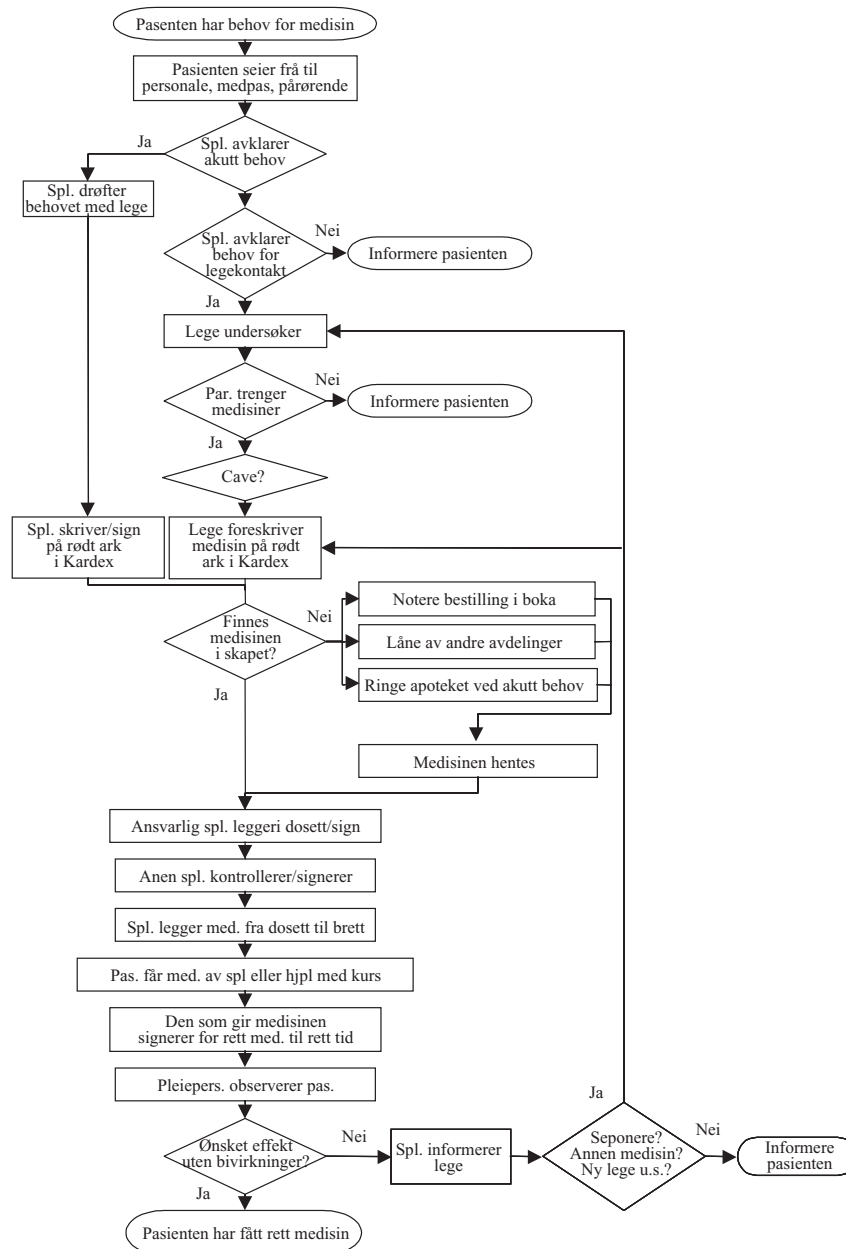 Pasenten har behov for medisin
Pasienten seier frå til
personale, medpas, pårørende
Ja
Spl. avklarer
akutt behov
Spl. drøfter
behovet med lege
Spl. avklarer
behov for
legekontakt
Nei
Informere pasienten
Ja
Lege undersøker
Par. trenger
medisiner
Nei
Informere pasienten
Ja
Cave?
Spl. skriver/sign
på rødt ark
i Kardex
Lege foreskriver
medisin på rødt
ark i Kardex
Finnes
medisinen
i skapet?
Nei
Notere bestilling i boka
Låne av andre avdelinger
Ringe apoteket ved akutt behov
Ja
Medisinen hentes
Ansvarlig spl. leggeri dosett/sign
Anen spl. kontrollerer/signerer
Spl. legger med. fra dosett til brett
Pas. får med. av spl eller hjpl med kurs
Den som gir medisinen
signerer for rett med. til rett tid
Pleiepers. observerer pas.
Ønsket effekt
uten bivirkninger?
Nei
Spl. informerer
lege
Ja
Seponere?
Annen medisin?
Ny lege u.s.?
Nei
Informere
pasienten
Ja
Pasienten har fått rett medisin